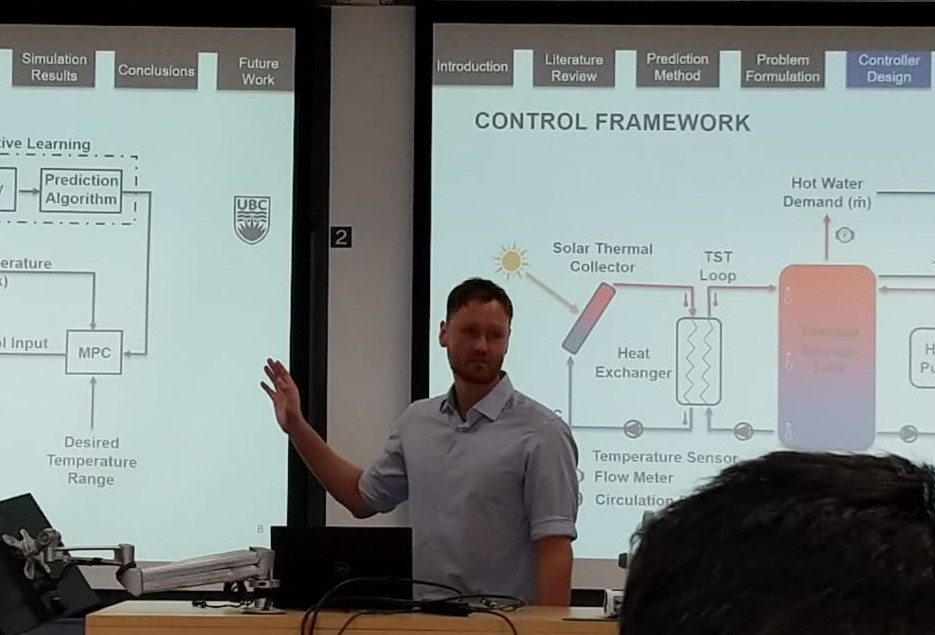 Simulation
Results
Conclusions
Future
Work
ive Learning
Prediction
Algorithm
UBC
erature
ol Input
MPC
Desired
Temperature
Range
8
2
Introduction
Literature
Review
Prediction
Method
Problem
Formulation
Controller
Design
CONTROL FRAMEWORK
Hot Water
Demand (ṁ)
Solar Thermal
Collector
TST
Loop
Heat
Exchanger
Thermal
Storage
Tank
H
Pu
Temperature Sensor
Flow Meter
Circulation